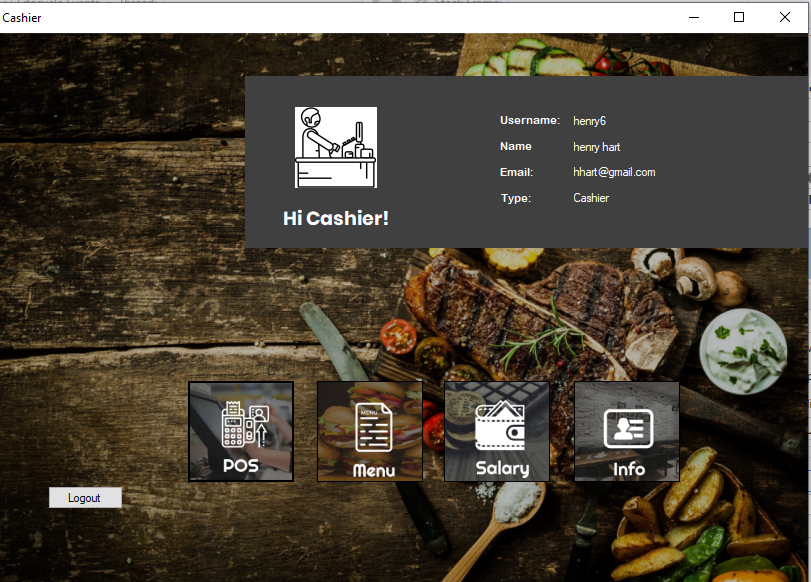 Cashier
Username: henry6
Name henry hart
Email: hhart@gmail.com
Type: Cashier
Hi Cashier!
MENU
POS
Menu
Salary
Info
Logout